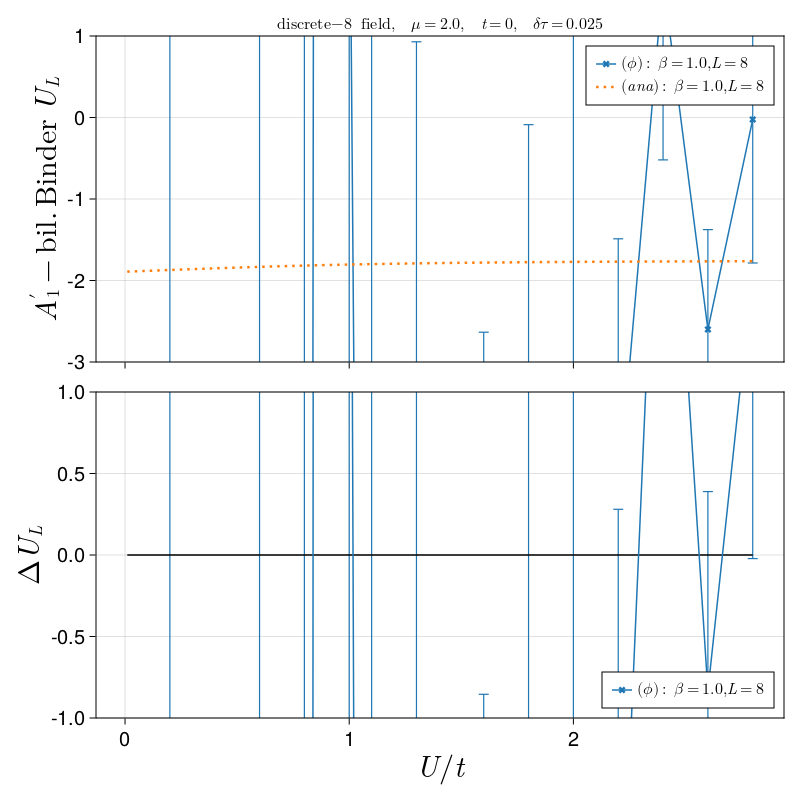 discrete−8 field, μ = 2.0, t = 0, δτ = 0.025
A′₁ − bil. Binder U_L
1
0
-1
-2
-3
(ϕ) : β = 1.0,L = 8
(ana) : β = 1.0,L = 8
Δ U_L
1.0
0.5
0.0
-0.5
-1.0
(ϕ) : β = 1.0,L = 8
0
1
2
U/t